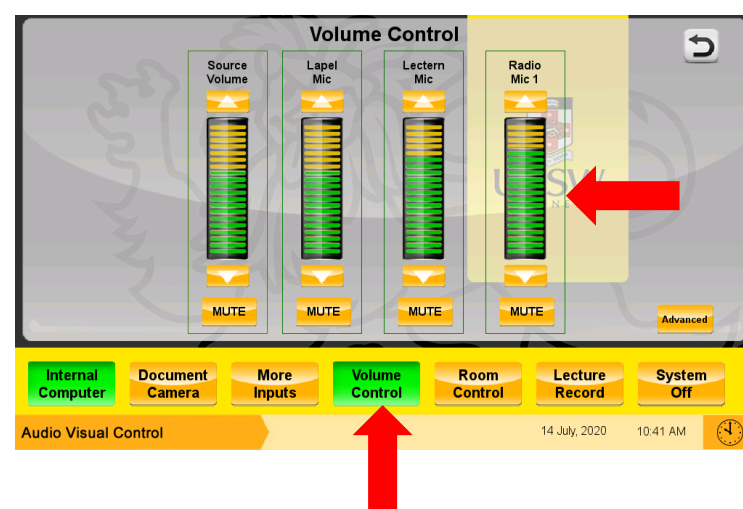 Volume Control
Source
Volume
Lapel
Mic
Lectern
Mic
Radio
Mic 1
MUTE
MUTE
MUTE
MUTE
Advanced
Internal
Computer
Document
Camera
More
Inputs
Volume
Control
Room
Control
Lecture
Record
System
Off
Audio Visual Control
14 July, 2020
10:41 AM